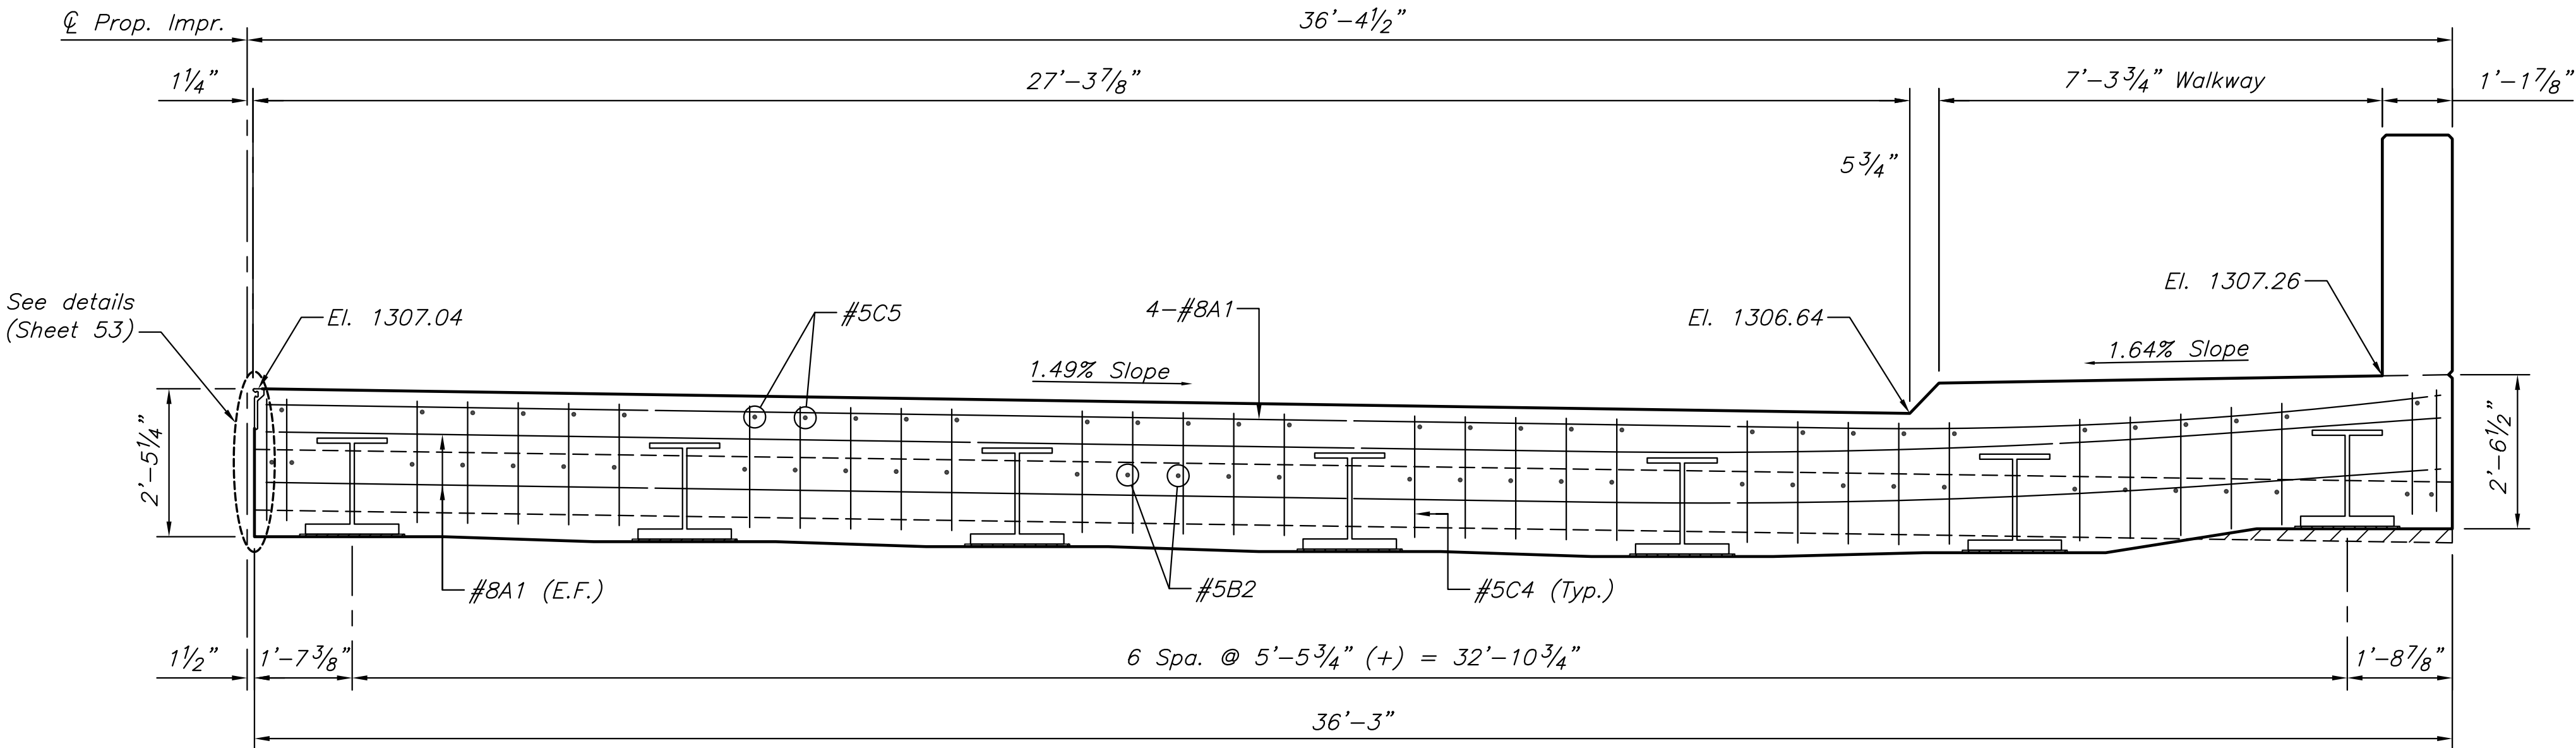 ℄ Prop. Impr.
36'-4½"
1¼"
27'-3⅞"
7'-3¾" Walkway
1'-1⅞"
5¾"
See details
(Sheet 53)
El. 1307.04
#5C5
4-#8A1
El. 1306.64
El. 1307.26
1.49% Slope
1.64% Slope
2'-5¼"
2'-6½"
#8A1 (E.F.)
#5B2
#5C4 (Typ.)
1½"
1'-7⅜"
6 Spa. @ 5'-5¾" (+) = 32'-10¾"
1'-8⅞"
36'-3"